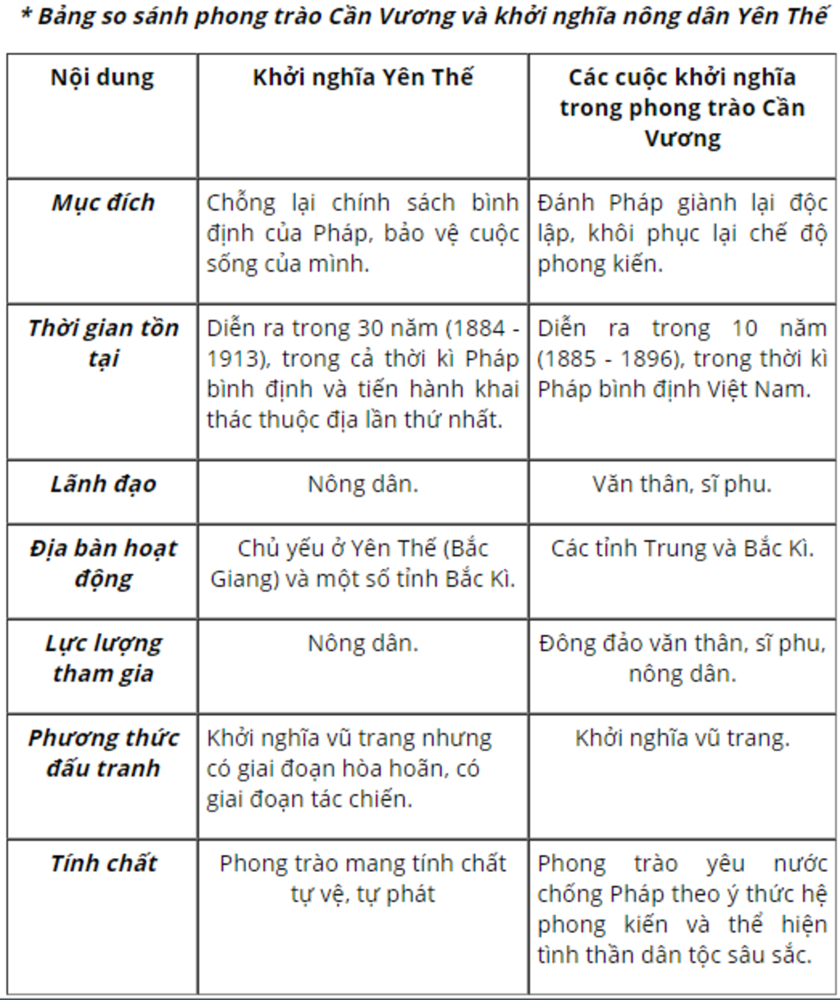 * Bảng so sánh phong trào Cần Vương và khởi nghĩa nông dân Yên Thế
Nội dung
Khởi nghĩa Yên Thế
Các cuộc khởi nghĩa
trong phong trào Cần
Vương
Mục đích
Chỗng lại chính sách bình
định của Pháp, bảo vệ cuộc
sống của mình.
Đánh Pháp giành lại độc
lập, khôi phục lại chế độ
phong kiến.
Thời gian tồn
tại
Diễn ra trong 30 năm (1884 -
1913), trong cả thời kì Pháp
bình định và tiến hành khai
thác thuộc địa lần thứ nhất.
Diễn ra trong 10 năm
(1885 - 1896), trong thời kì
Pháp bình định Việt Nam.
Lãnh đạo
Nông dân.
Văn thân, sĩ phu.
Địa bàn hoạt
động
Chủ yếu ở Yên Thế (Bắc
Giang) và một số tỉnh Bắc Kì.
Các tỉnh Trung và Bắc Kì.
Lực lượng
tham gia
Nông dân.
Đông đảo văn thân, sĩ phu,
nông dân.
Phương thức
đấu tranh
Khởi nghĩa vũ trang nhưng
có giai đoạn hòa hoãn, có
giai đoạn tác chiến.
Khởi nghĩa vũ trang.
Tính chất
Phong trào mang tính chất
tự vệ, tự phát
Phong trào yêu nước
chống Pháp theo ý thức hệ
phong kiến và thể hiện
tình thần dân tộc sâu sắc.